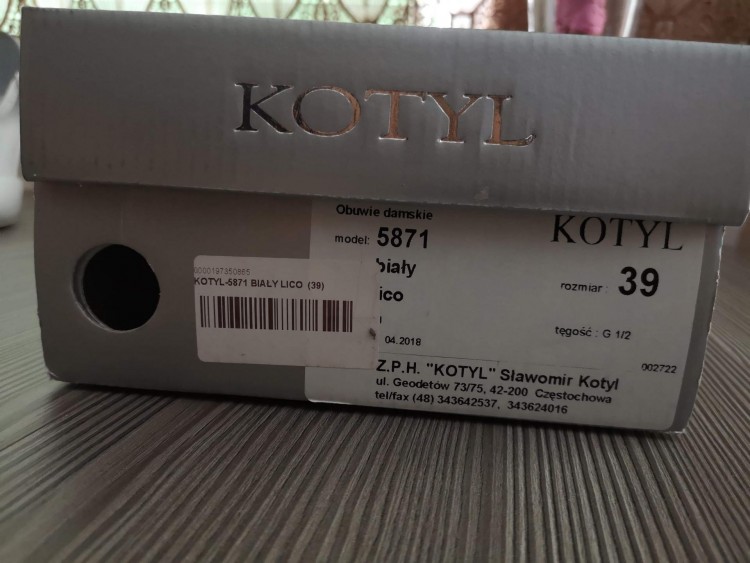 KOTYL
Obuwie damskie
KOTYL
model: 5871
biały
lico
rozmiar : 39
tęgość : G 1/2
04.2018
002722
0000197350865
KOTYL-5871 BIAŁY LICO (39)
Z.P.H. "KOTYL" Sławomir Kotyl
ul. Geodetów 73/75, 42-200 Częstochowa
tel/fax (48) 343642537, 343624016